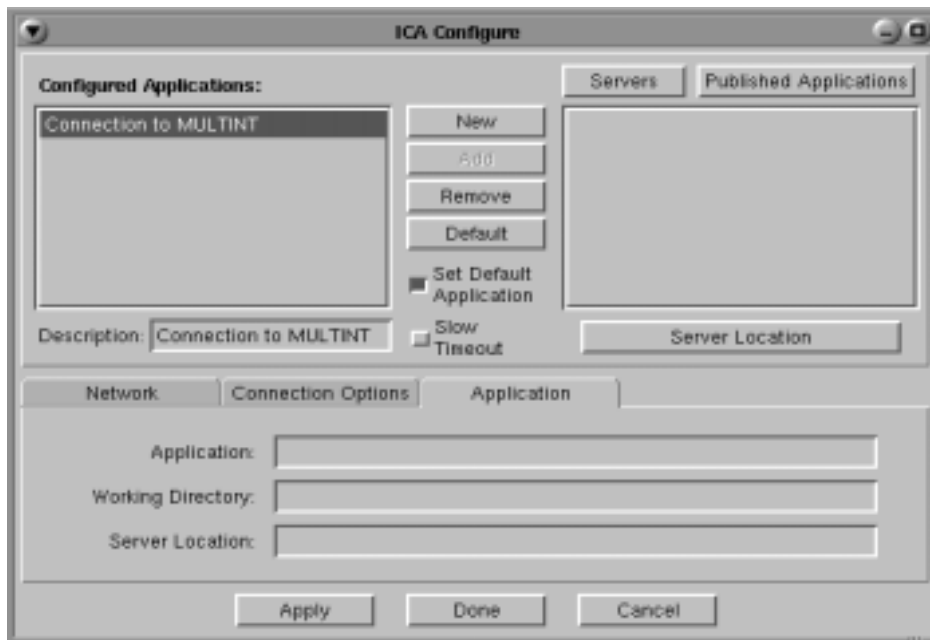 ICA Configure
Configured Applications:
Servers
Published Applications
Connection to MULTINT
New
Add
Remove
Default
Set Default
Application
Slow
Timeout
Description:
Connection to MULTINT
Server Location
Network
Connection Options
Application
Application:
Working Directory:
Server Location:
Apply
Done
Cancel